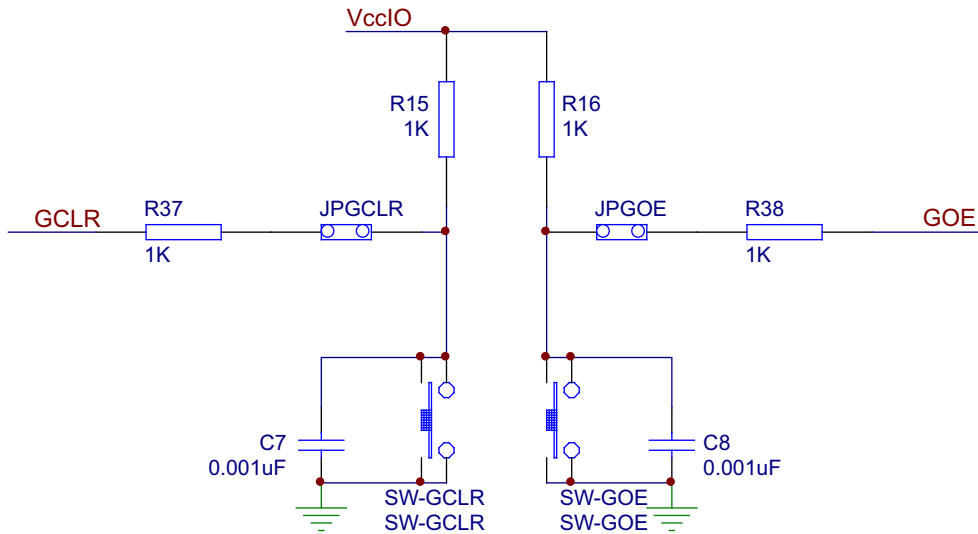 VccIO
R15
1K
R16
1K
GCLR
R37
1K
JPGCLR
JPGOE
R38
1K
GOE
C7
0.001uF
SW-GCLR
SW-GCLR
SW-GOE
SW-GOE
C8
0.001uF